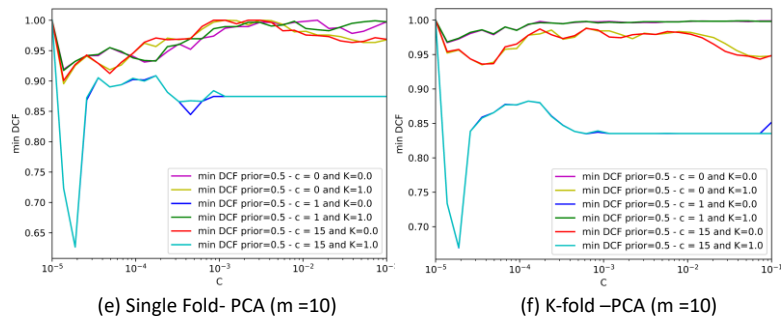 1.00
0.95
0.90
0.85
0.80
0.75
0.70
0.65
min DCF
min DCF prior=0.5 - c = 0 and K=0.0
min DCF prior=0.5 - c = 0 and K=1.0
min DCF prior=0.5 - c = 1 and K=0.0
min DCF prior=0.5 - c = 1 and K=1.0
min DCF prior=0.5 - c = 15 and K=0.0
min DCF prior=0.5 - c = 15 and K=1.0
10⁻⁵ 10⁻⁴ 10⁻³ 10⁻² 10⁻
C
(e) Single Fold- PCA (m =10)
1.00
0.95
0.90
0.85
0.80
0.75
0.70
min DCF
min DCF prior=0.5 - c = 0 and K=0.0
min DCF prior=0.5 - c = 0 and K=1.0
min DCF prior=0.5 - c = 1 and K=0.0
min DCF prior=0.5 - c = 1 and K=1.0
min DCF prior=0.5 - c = 15 and K=0.0
min DCF prior=0.5 - c = 15 and K=1.0
10⁻⁵ 10⁻⁴ 10⁻³ 10⁻² 10⁻
C
(f) K-fold –PCA (m =10)